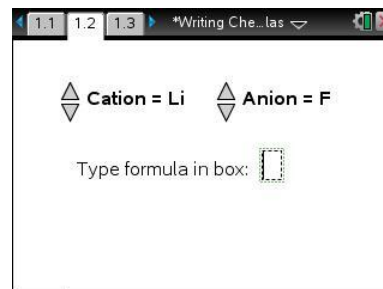 1.1 1.2 1.3 *Writing Che...las
Cation = Li Anion = F
Type formula in box: